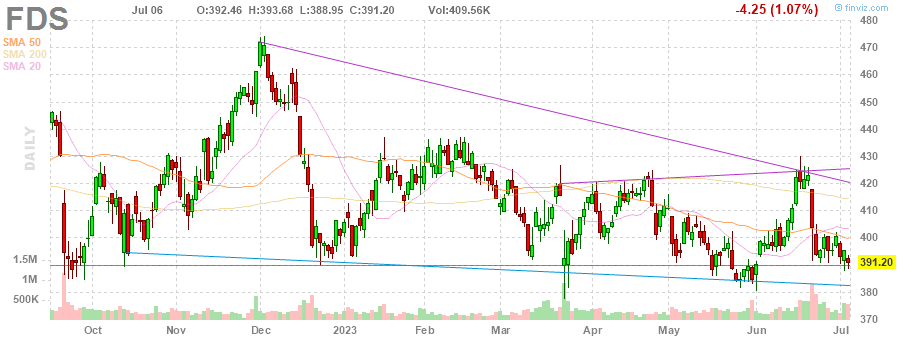 FDS Jul 06 O:392.46 H:393.68 L:388.95 C:391.20 Vol:409.56K -4.25 (1.07%) © finviz.com
SMA 50
SMA 200
SMA 20
DAILY
480
470
460
450
440
430
420
410
400
391.20
380
370
1.5M
1M
500K
Oct Nov Dec 2023 Feb Mar Apr May Jun Jul